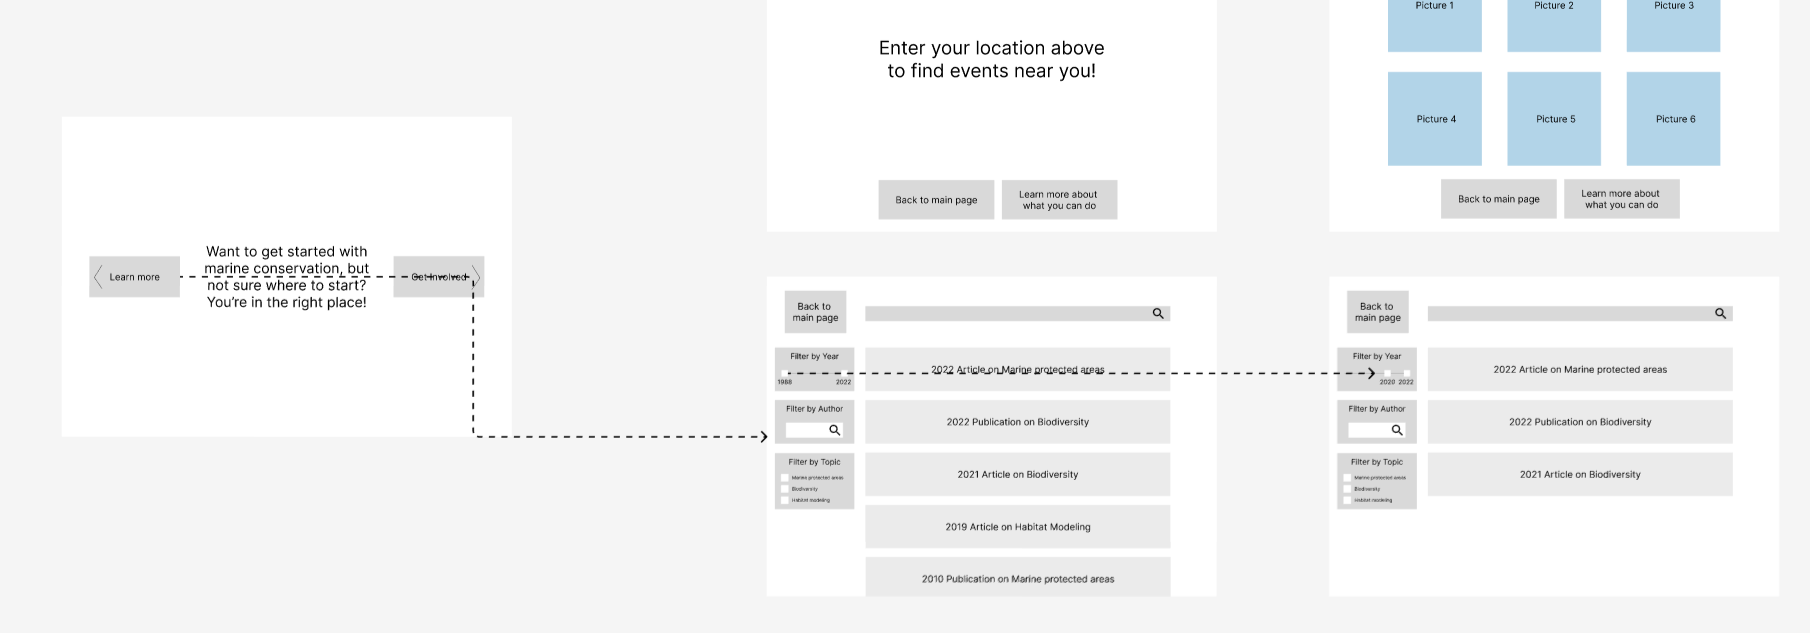 Enter your location above
to find events near you!
Back to main page
Learn more about
what you can do
Picture 1
Picture 2
Picture 3
Picture 4
Picture 5
Picture 6
Back to main page
Learn more about
what you can do
Learn more
Want to get started with
marine conservation, but
not sure where to start?
You're in the right place!
Get Involved
Back to
main page
Filter by Year
1988
2022
Filter by Author
Filter by Topic
Marine protected areas
Biodiversity
Habitat modeling
2022 Article on Marine protected areas
2022 Publication on Biodiversity
2021 Article on Biodiversity
2019 Article on Habitat Modeling
2010 Publication on Marine protected areas
Back to
main page
Filter by Year
2020 2022
Filter by Author
Filter by Topic
Marine protected areas
Biodiversity
Habitat modeling
2022 Article on Marine protected areas
2022 Publication on Biodiversity
2021 Article on Biodiversity